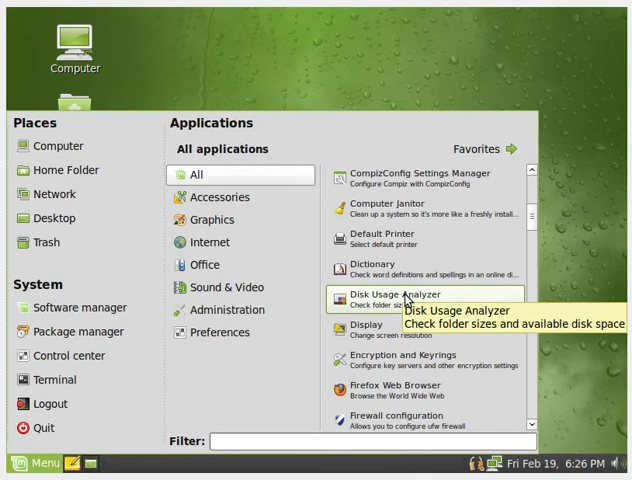 Computer
Places
Computer
Home Folder
Network
Desktop
Trash
System
Software manager
Package manager
Control center
Terminal
Logout
Quit
Applications
All applications
Favorites
All
Accessories
Graphics
Internet
Office
Sound & Video
Administration
Preferences
CompizConfig Settings Manager
Configure Compiz with CompizConfig
Computer Janitor
Clean up a system so it's more like a freshly install...
Default Printer
Select default printer
Dictionary
Check word definitions and spellings in an online di...
Disk Usage Analyzer
Check folder
Disk Usage Analyzer
Check folder sizes and available disk space
Display
Change screen resolution
Encryption and Keyrings
Configure key servers and other encryption settings
Firefox Web Browser
Browse the World Wide Web
Firewall configuration
Allows you to configure ufw firewall
Filter:
Menu
Fri Feb 19, 6:26 PM